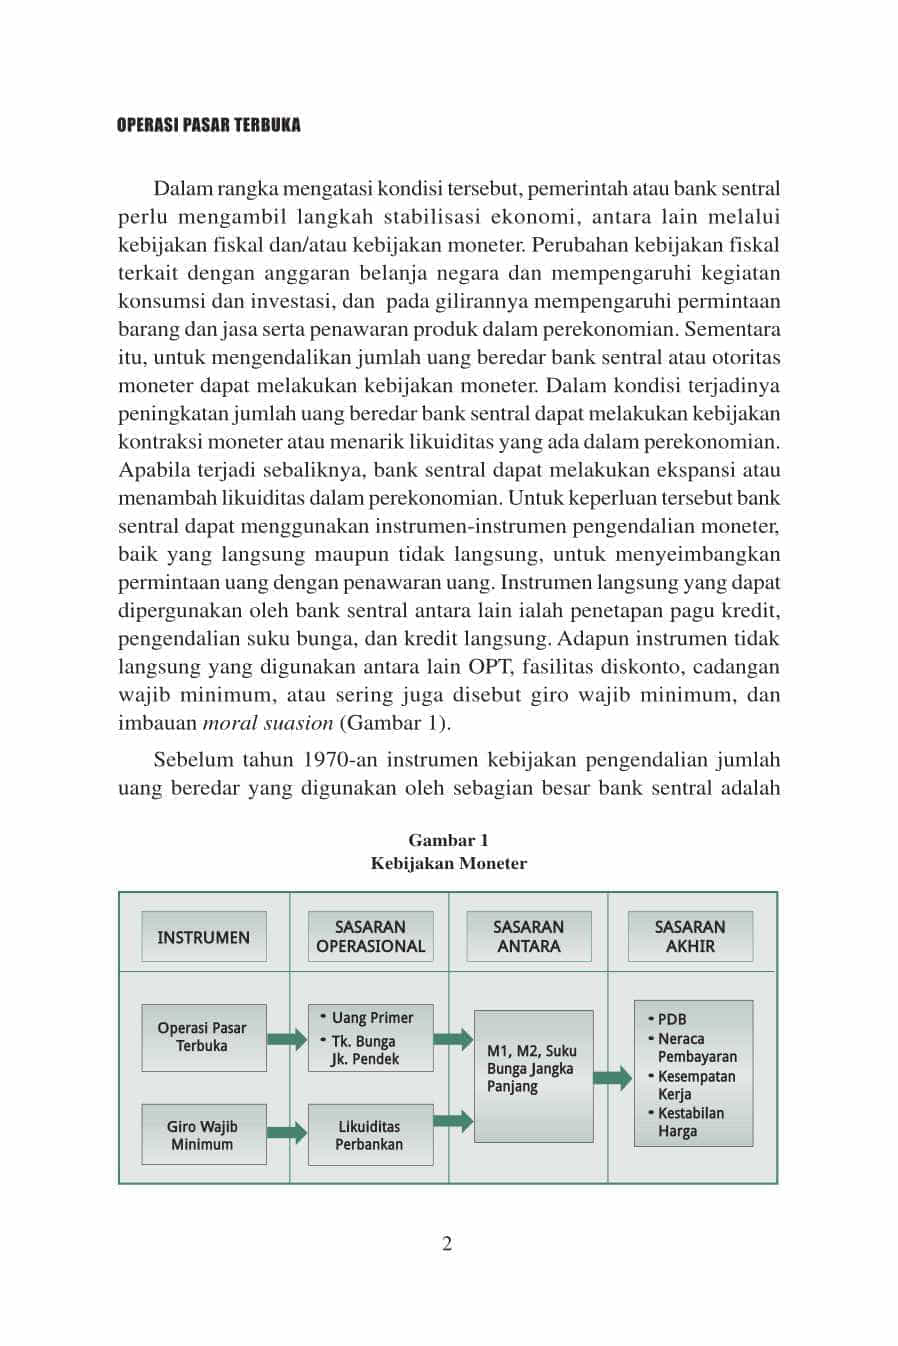 OPERASI PASAR TERBUKA
Dalam rangka mengatasi kondisi tersebut, pemerintah atau bank sentral
perlu mengambil langkah stabilisasi ekonomi, antara lain melalui
kebijakan fiskal dan/atau kebijakan moneter. Perubahan kebijakan fiskal
terkait dengan anggaran belanja negara dan mempengaruhi kegiatan
konsumsi dan investasi, dan pada gilirannya mempengaruhi permintaan
barang dan jasa serta penawaran produk dalam perekonomian. Sementara
itu, untuk mengendalikan jumlah uang beredar bank sentral atau otoritas
moneter dapat melakukan kebijakan moneter. Dalam kondisi terjadinya
peningkatan jumlah uang beredar bank sentral dapat melakukan kebijakan
kontraksi moneter atau menarik likuiditas yang ada dalam perekonomian.
Apabila terjadi sebaliknya, bank sentral dapat melakukan ekspansi atau
menambah likuiditas dalam perekonomian. Untuk keperluan tersebut bank
sentral dapat menggunakan instrumen-instrumen pengendalian moneter,
baik yang langsung maupun tidak langsung, untuk menyeimbangkan
permintaan uang dengan penawaran uang. Instrumen langsung yang dapat
dipergunakan oleh bank sentral antara lain ialah penetapan pagu kredit,
pengendalian suku bunga, dan kredit langsung. Adapun instrumen tidak
langsung yang digunakan antara lain OPT, fasilitas diskonto, cadangan
wajib minimum, atau sering juga disebut giro wajib minimum, dan
imbauan moral suasion (Gambar 1).
Sebelum tahun 1970-an instrumen kebijakan pengendalian jumlah
uang beredar yang digunakan oleh sebagian besar bank sentral adalah
Gambar 1
Kebijakan Moneter
INSTRUMEN
SASARAN
OPERASIONAL
SASARAN
ANTARA
SASARAN
AKHIR
Operasi Pasar
Terbuka
• Uang Primer
• Tk. Bunga
Jk. Pendek
M1, M2, Suku
Bunga Jangka
Panjang
• PDB
• Neraca
Pembayaran
• Kesempatan
Kerja
• Kestabilan
Harga
Giro Wajib
Minimum
Likuiditas
Perbankan
2